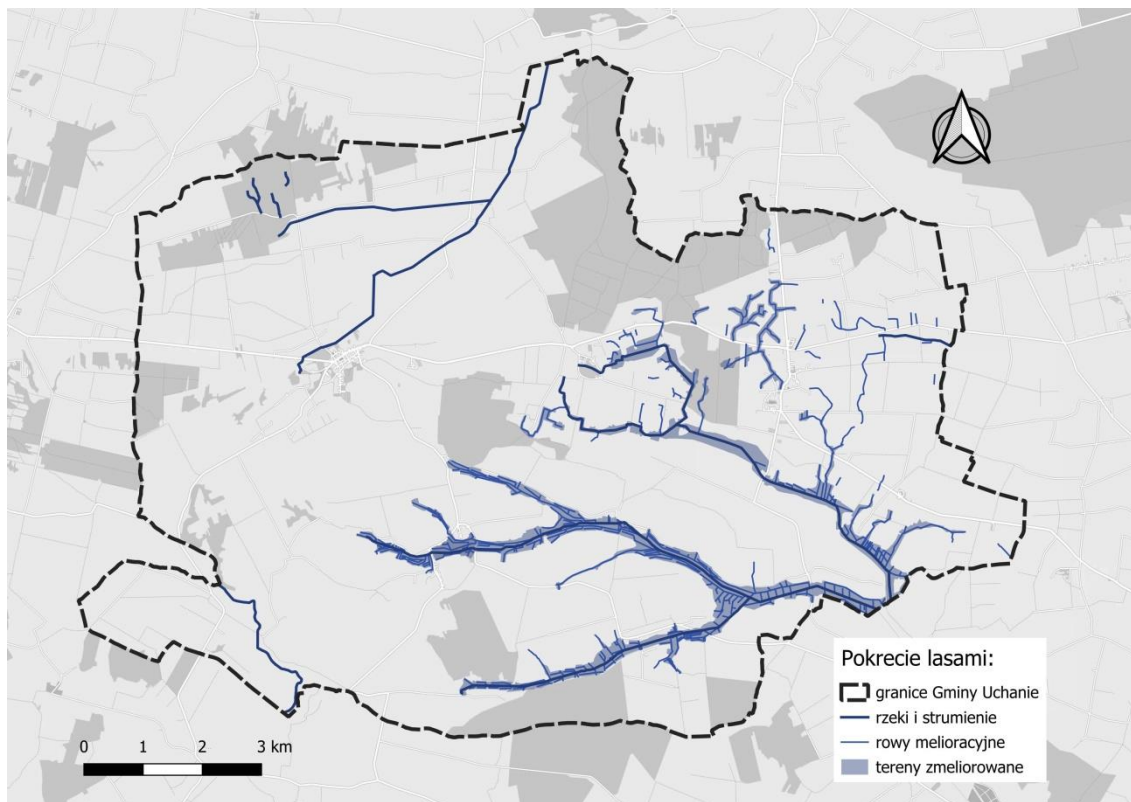 Pokrecie lasami:
granice Gminy Uchanie
rzeki i strumienie
rowy melioracyjne
tereny zmeliorowane
0 1 2 3 km